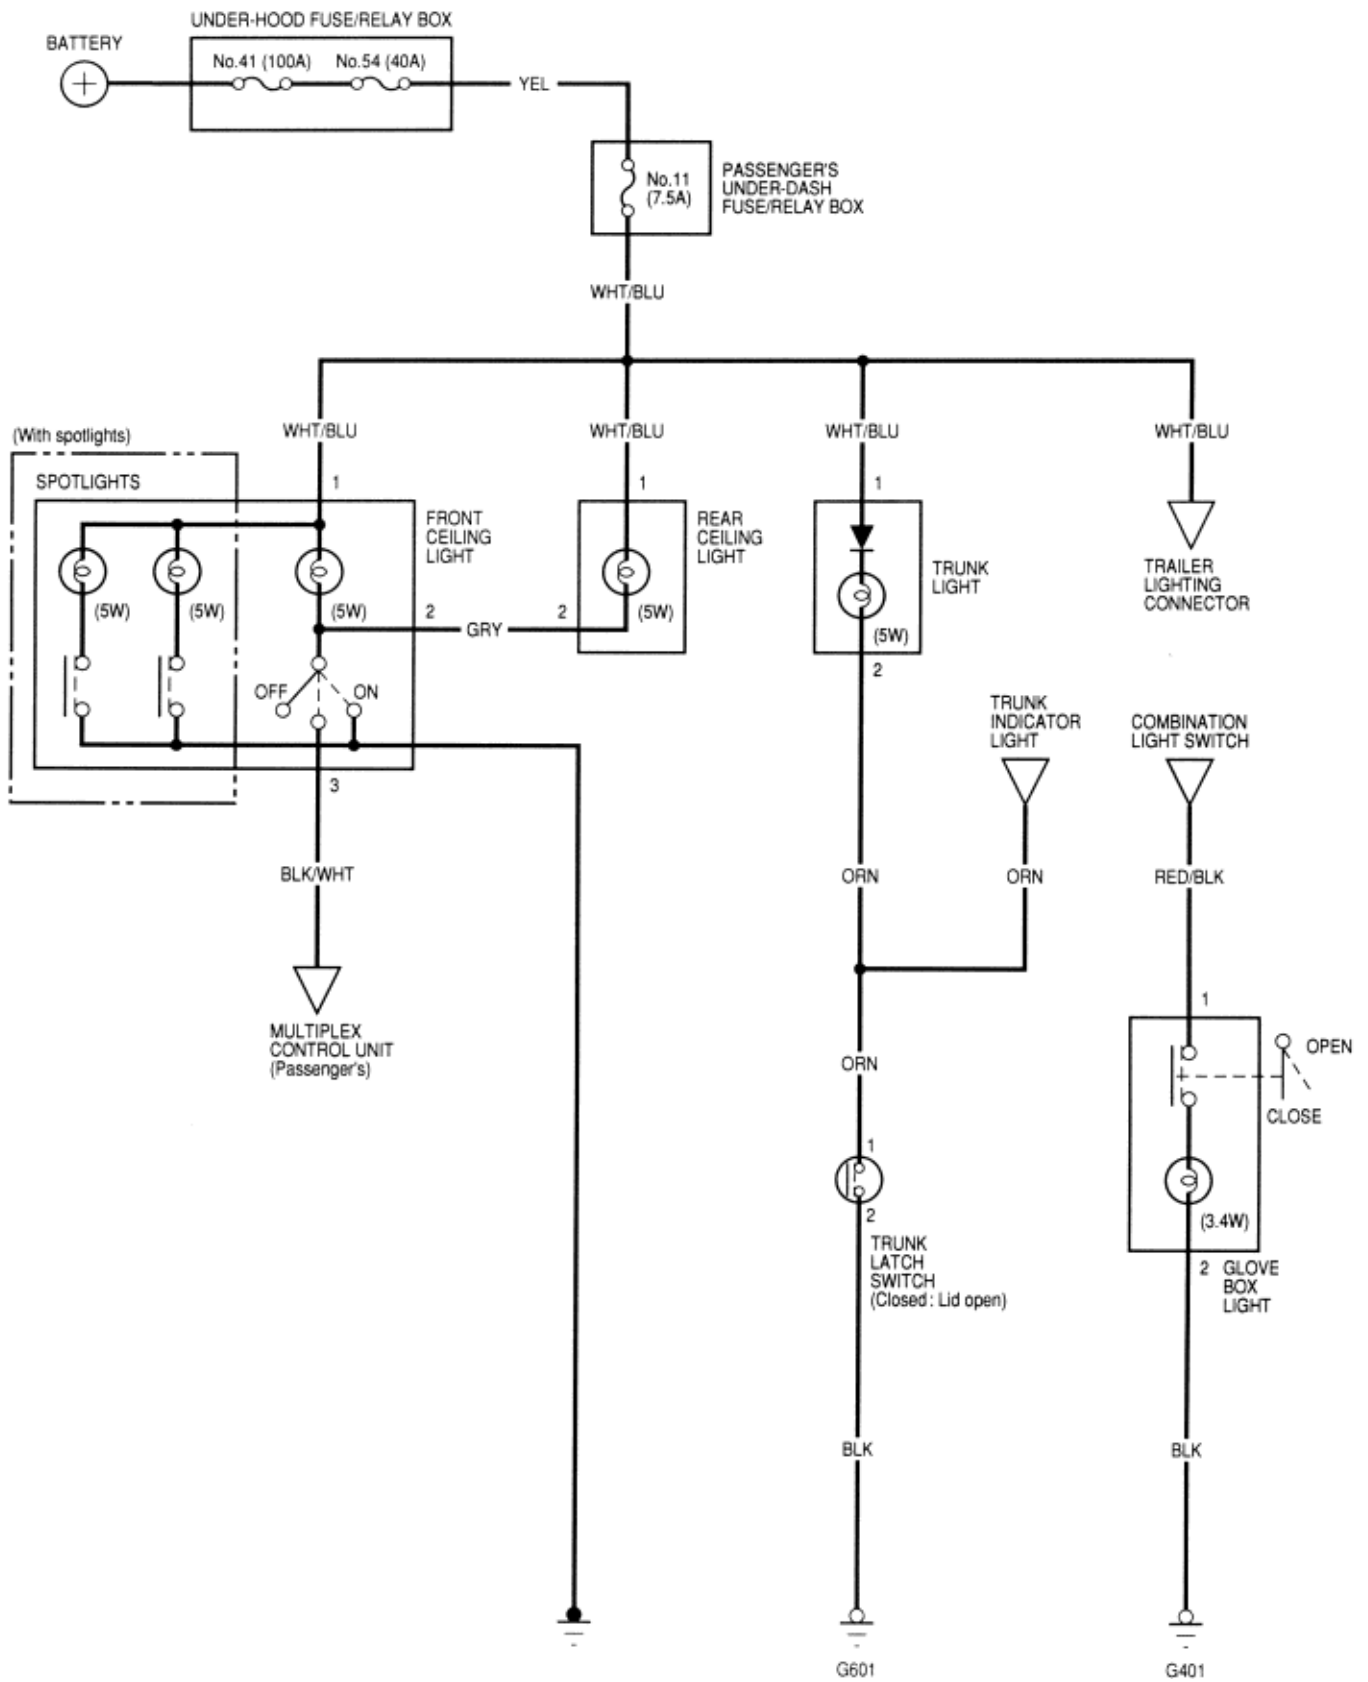 UNDER-HOOD FUSE/RELAY BOX
BATTERY
No.41 (100A) No.54 (40A)
YEL
No.11
(7.5A)
PASSENGER'S
UNDER-DASH
FUSE/RELAY BOX
WHT/BLU
WHT/BLU WHT/BLU WHT/BLU WHT/BLU
(With spotlights)
SPOTLIGHTS
1 1 1
FRONT
CEILING
LIGHT
REAR
CEILING
LIGHT
TRUNK
LIGHT
TRAILER
LIGHTING
CONNECTOR
(5W) (5W) (5W) 2 GRY 2 (5W) (5W)
2
OFF ON
3
TRUNK
INDICATOR
LIGHT
COMBINATION
LIGHT SWITCH
BLK/WHT
ORN ORN RED/BLK
MULTIPLEX
CONTROL UNIT
(Passenger's)
1
OPEN
ORN
CLOSE
1
2
(3.4W)
TRUNK
LATCH
SWITCH
(Closed : Lid open)
2 GLOVE
BOX
LIGHT
BLK BLK
G601 G401